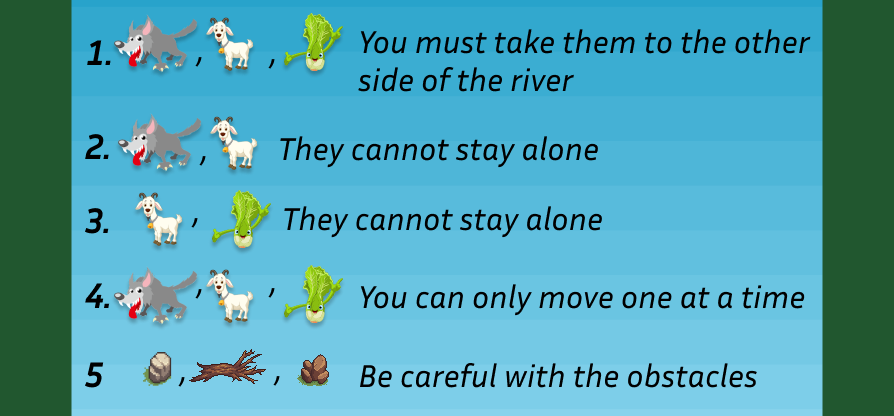 1. , , You must take them to the other
side of the river
2. , They cannot stay alone
3. , They cannot stay alone
4. , , You can only move one at a time
5 , , Be careful with the obstacles